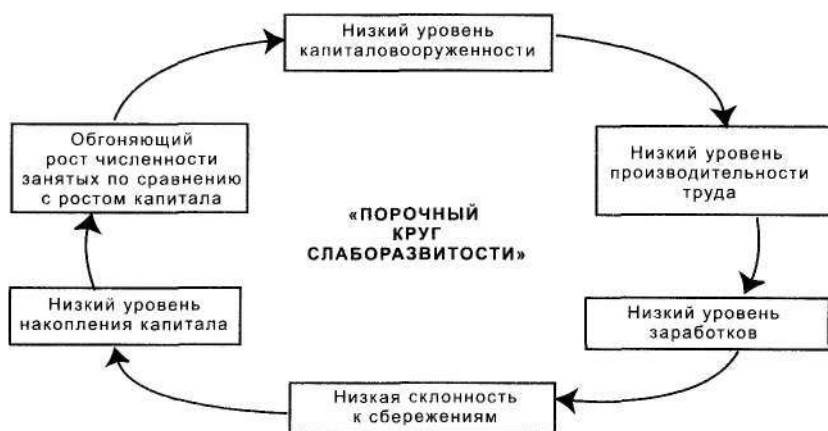 Низкий уровень
капиталовооруженности
Обгоняющий
рост численности
занятых по сравнению
с ростом капитала
Низкий уровень
производительности
труда
«ПОРОЧНЫЙ
КРУГ
СЛАБОРАЗВИТОСТИ»
Низкий уровень
накопления капитала
Низкий уровень
заработков
Низкая склонность
к сбережениям